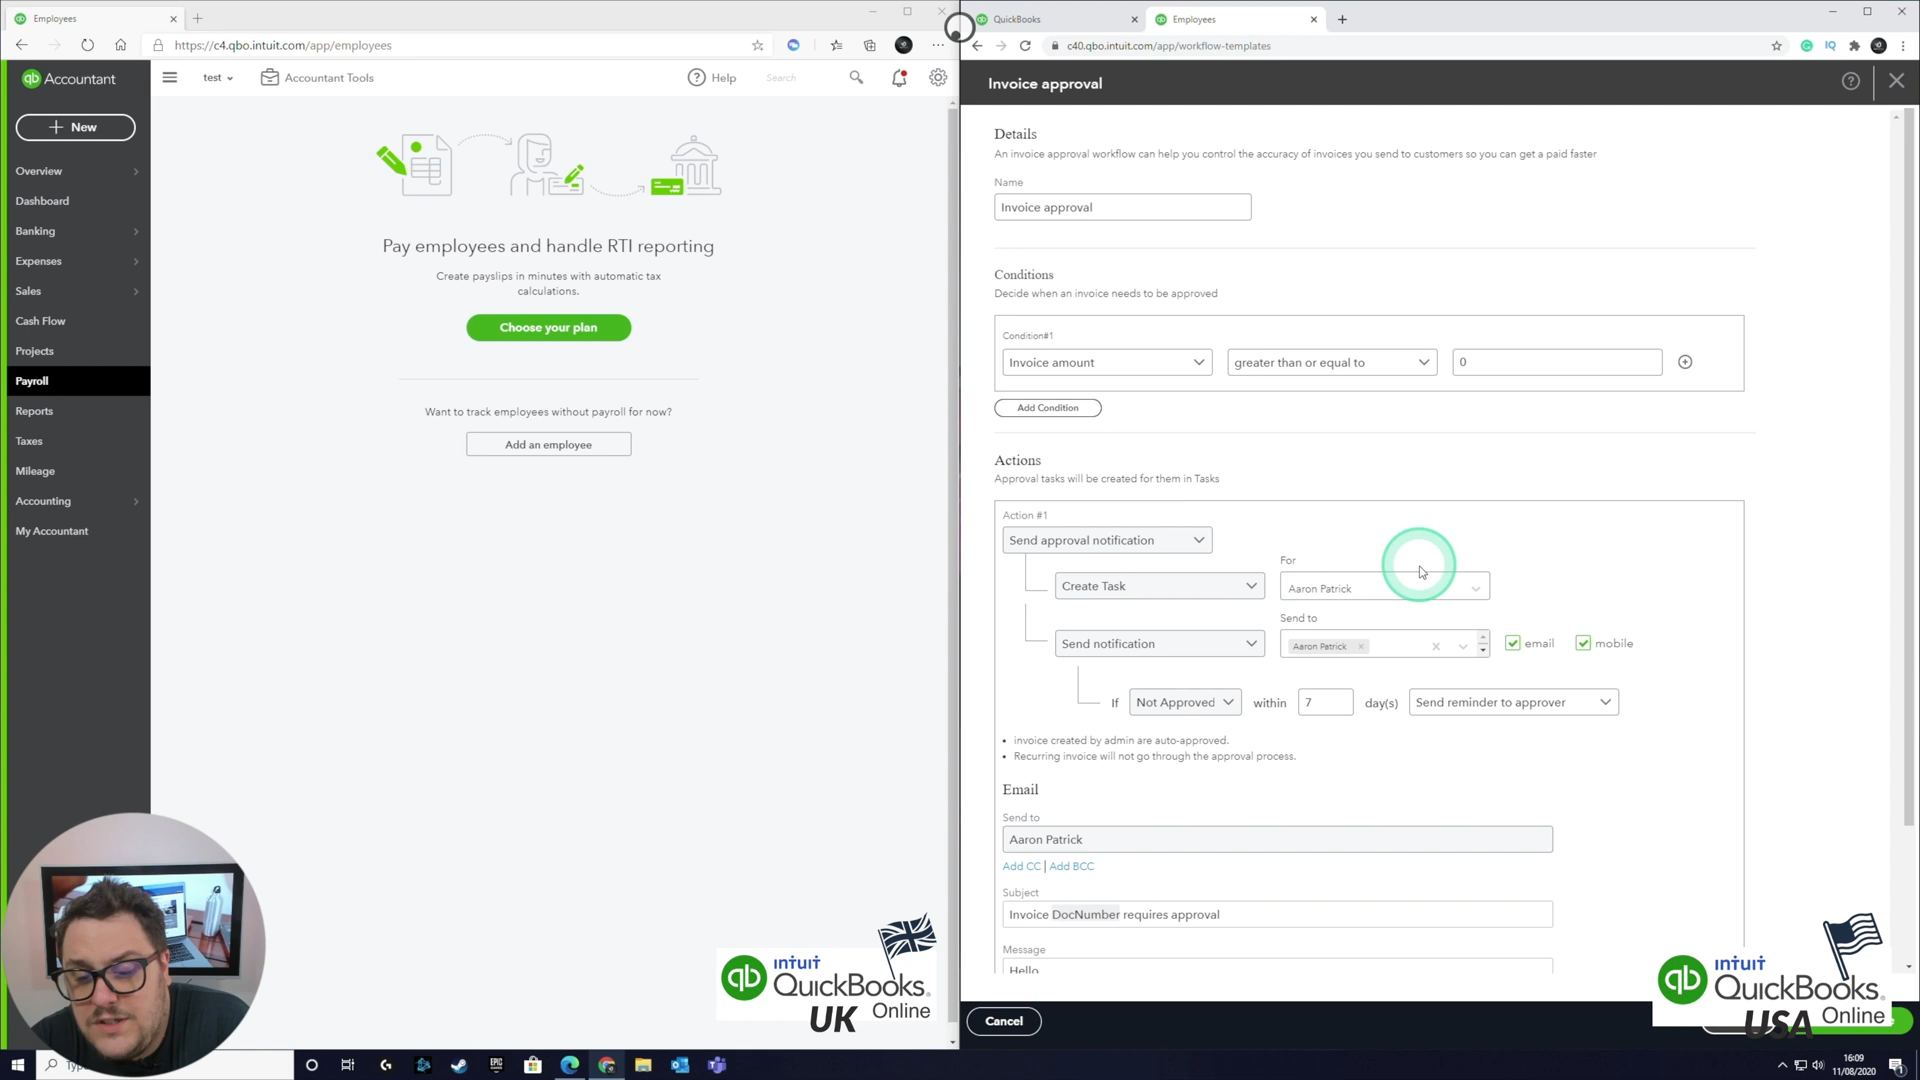 Employees
https://c4.qbo.intuit.com/app/employees
Accountant
test
Accountant Tools
Help
Search
New
Overview
Dashboard
Banking
Expenses
Sales
Cash Flow
Projects
Payroll
Reports
Taxes
Mileage
Accounting
My Accountant
Pay employees and handle RTI reporting
Create payslips in minutes with automatic tax
calculations.
Choose your plan
Want to track employees without payroll for now?
Add an employee
intuit
QuickBooks.
Online
UK
QuickBooks
Employees
c40.qbo.intuit.com/app/workflow-templates
IQ
Invoice approval
Details
An invoice approval workflow can help you control the accuracy of invoices you send to customers so you can get a paid faster
Name
Invoice approval
Conditions
Decide when an invoice needs to be approved
Condition#1
Invoice amount
greater than or equal to
0
Add Condition
Actions
Approval tasks will be created for them in Tasks
Action #1
Send approval notification
For
Create Task
Aaron Patrick
Send to
Send notification
Aaron Patrick
email
mobile
If
Not Approved
within
7
day(s)
Send reminder to approver
invoice created by admin are auto-approved.
Recurring invoice will not go through the approval process.
Email
Send to
Aaron Patrick
Add CC | Add BCC
Subject
Invoice DocNumber requires approval
Message
Hello
Cancel
intuit
QuickBooks.
Online
USA
16:09
11/08/2020